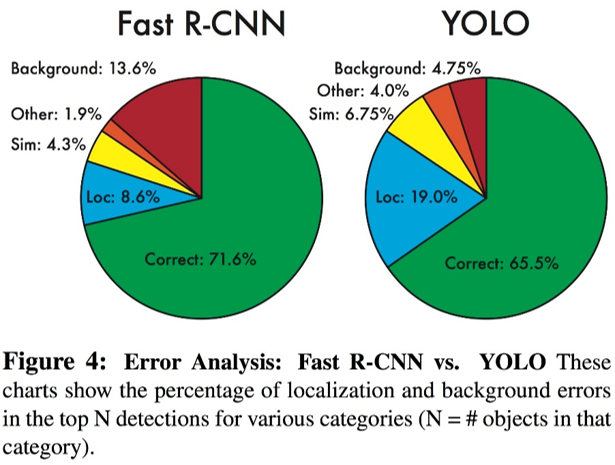 Fast R-CNN
Background: 13.6%
Other: 1.9%
Sim: 4.3%
Loc: 8.6%
Correct: 71.6%
YOLO
Background: 4.75%
Other: 4.0%
Sim: 6.75%
Loc: 19.0%
Correct: 65.5%
Figure 4: Error Analysis: Fast R-CNN vs. YOLO These
charts show the percentage of localization and background errors
in the top N detections for various categories (N = # objects in that
category).